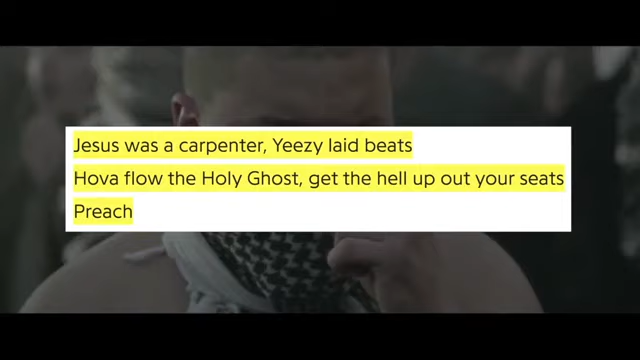 Jesus was a carpenter, Yeezy laid beats
Hova flow the Holy Ghost, get the hell up out your seats
Preach